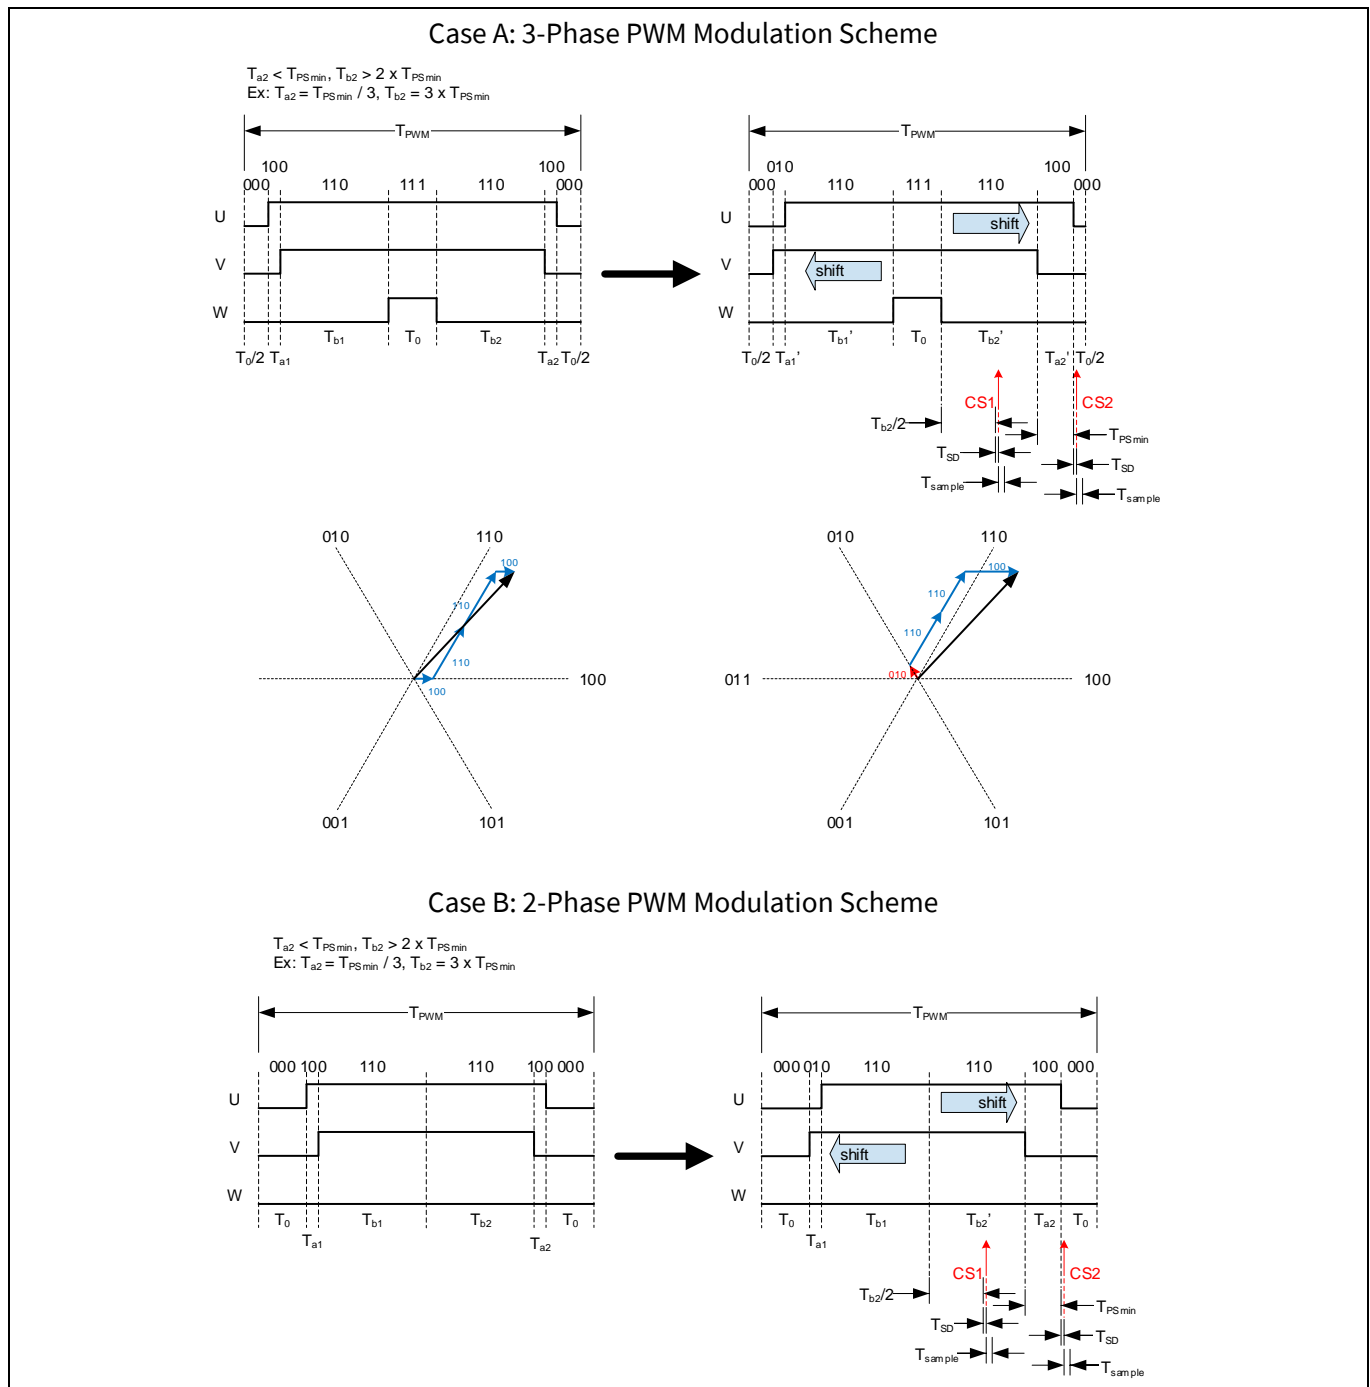 Case A: 3-Phase PWM Modulation Scheme
Ta2 < TPSmin, Tb2 > 2 x TPSmin
Ex: Ta2 = TPSmin / 3, Tb2 = 3 x TPSmin
TPWM TPWM
100 100 010 100
000 110 111 110 000 000 110 111 110 000
U U shift
V V shift
W W
Tb1 T0 Tb2 Tb1' T0 Tb2'
T0/2 Ta1 Ta2 T0/2 T0/2 Ta1' Ta2' T0/2
CS1 CS2
Tb2/2 TPSmin
TSD TSD
Tsample Tsample
010 110 010 110
100 100
110 110
110 110
100 010
100 011 100
001 101 001 101
Case B: 2-Phase PWM Modulation Scheme
Ta2 < TPSmin, Tb2 > 2 x TPSmin
Ex: Ta2 = TPSmin / 3, Tb2 = 3 x TPSmin
TPWM TPWM
000 100 110 110 100 000 000 010 110 110 100 000
U U shift
V V shift
W W
T0 Tb1 Tb2 T0 T0 Tb1 Tb2' Ta2 T0
Ta1 Ta2 Ta1
CS1 CS2
Tb2/2 TPSmin
TSD TSD
Tsample Tsample